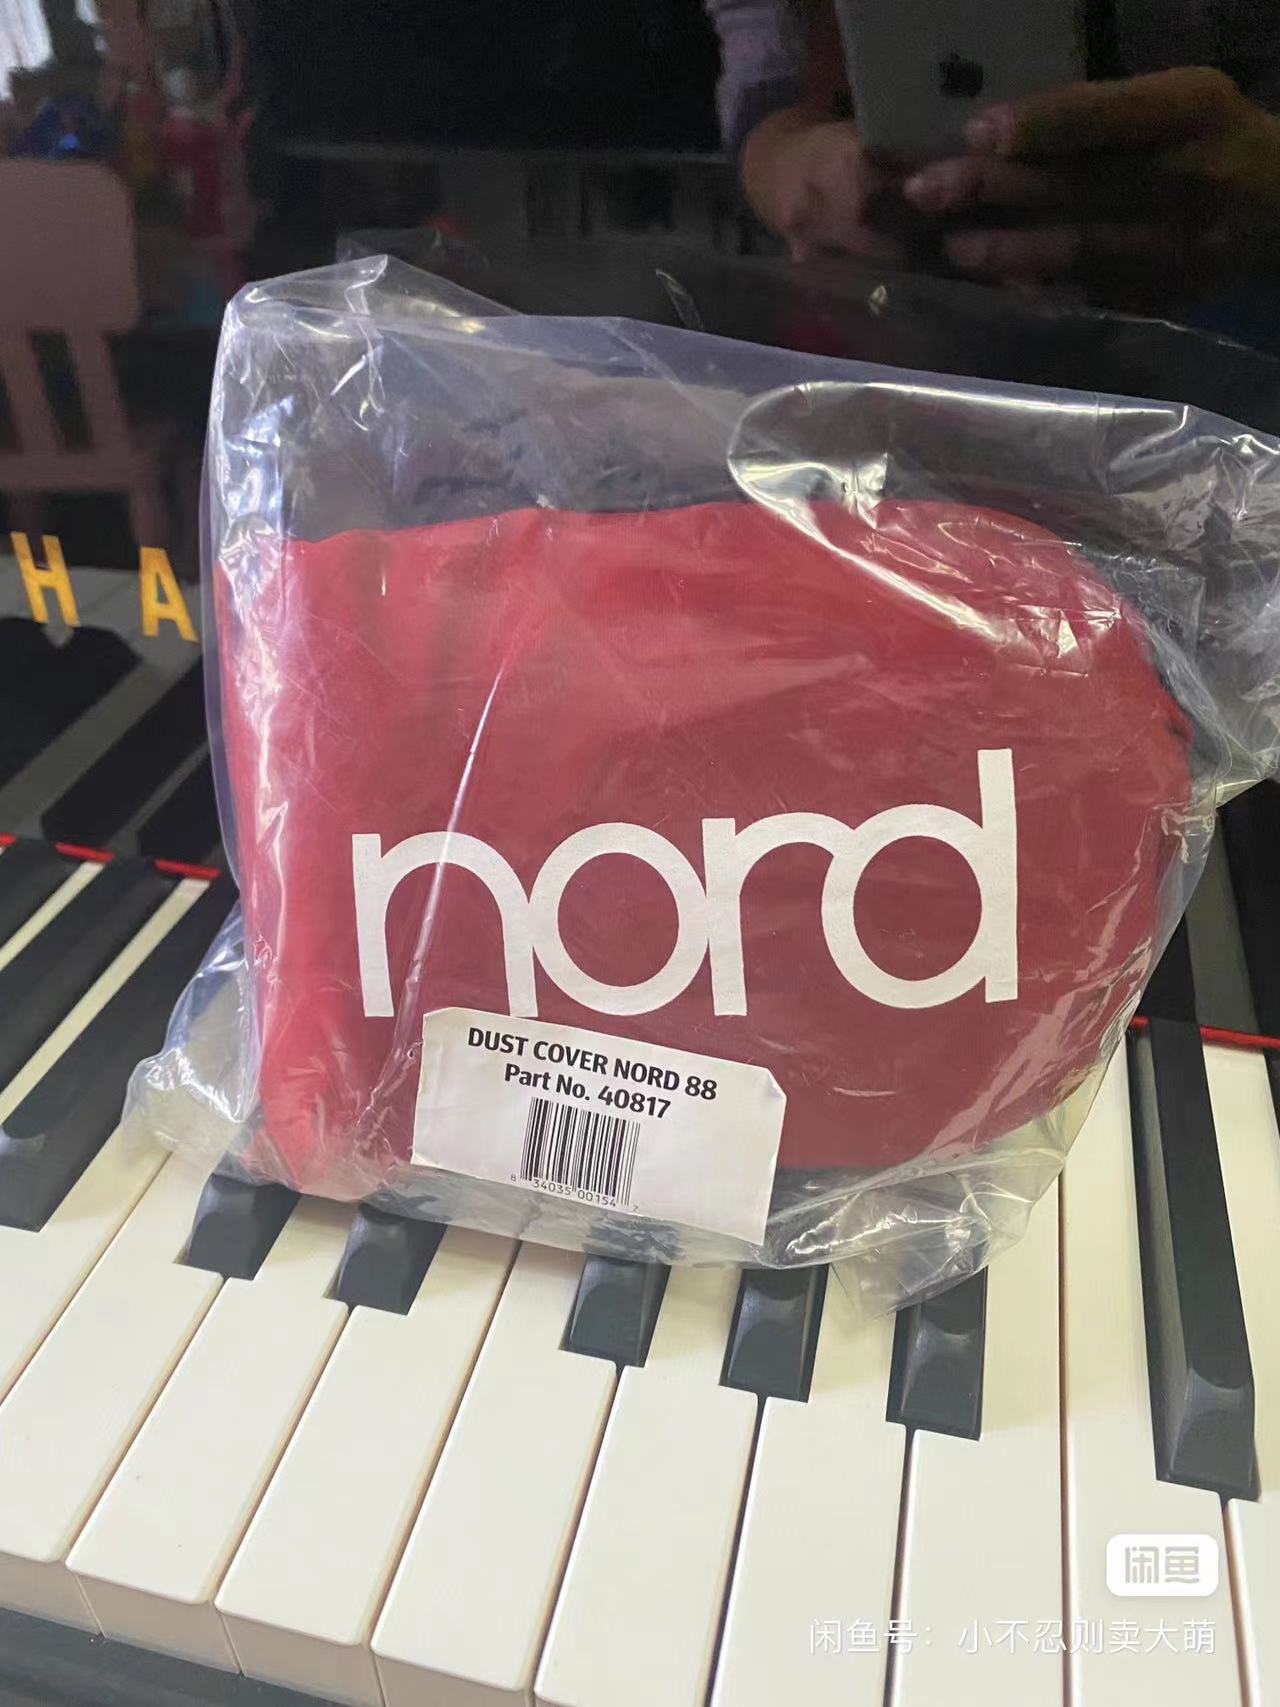 H A
nord
DUST COVER NORD 88
Part No. 40817
8 34035 00154 7
闲鱼
闲鱼号：小不忍则卖大萌